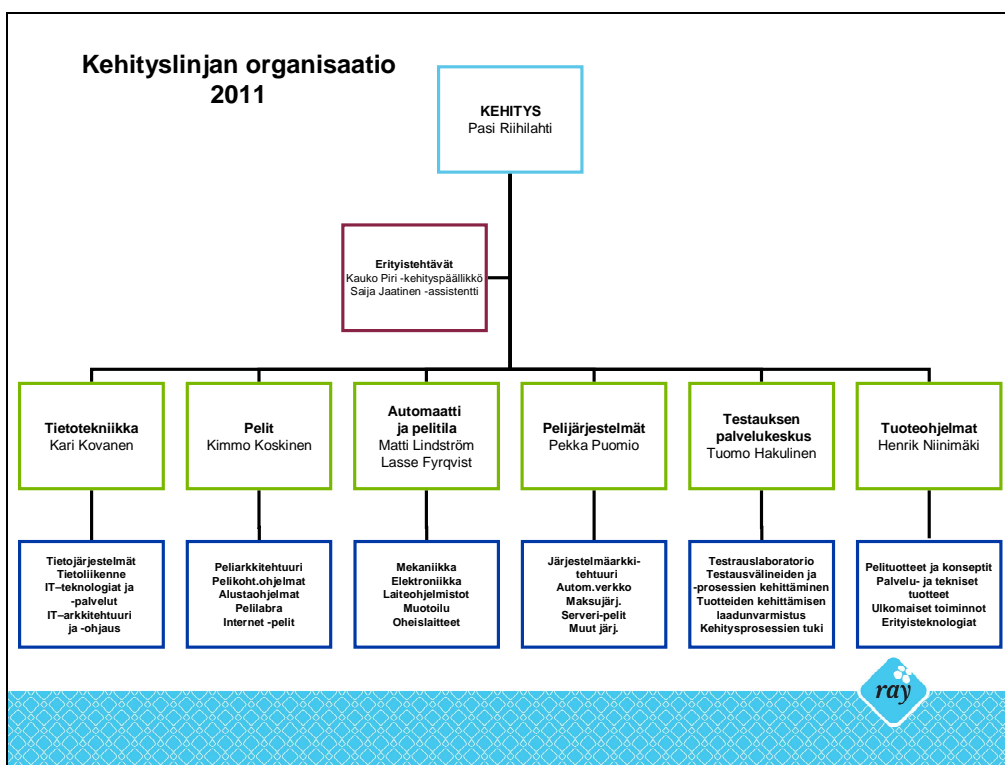 Kehityslinjan organisaatio
2011
KEHITYS
Pasi Riihilahti
Erityistehtävät
Kauko Piri -kehityspäällikkö
Saija Jaatinen -assistentti
Tietotekniikka
Kari Kovanen
Pelit
Kimmo Koskinen
Automaatti
ja pelitila
Matti Lindström
Lasse Fyrqvist
Pelijärjestelmät
Pekka Puomio
Testauksen
palvelukeskus
Tuomo Hakulinen
Tuoteohjelmat
Henrik Niinimäki
Tietojärjestelmät
Tietoliikenne
IT–teknologiat ja
-palvelut
IT–arkkitehtuuri
ja -ohjaus
Peliarkkitehtuuri
Pelikoht.ohjelmat
Alustaohjelmat
Pelilabra
Internet -pelit
Mekaniikka
Elektroniikka
Laiteohjelmistot
Muotoilu
Oheislaitteet
Järjestelmäarkki-
tehtuuri
Autom.verkko
Maksujärj.
Serveri-pelit
Muut järj.
Testrauslaboratorio
Testausvälineiden ja
-prosessien kehittäminen
Tuotteiden kehittämisen
laadunvarmistus
Kehitysprosessien tuki
Pelituotteet ja konseptit
Palvelu- ja tekniset
tuotteet
Ulkomaiset toiminnot
Erityisteknologiat
ray